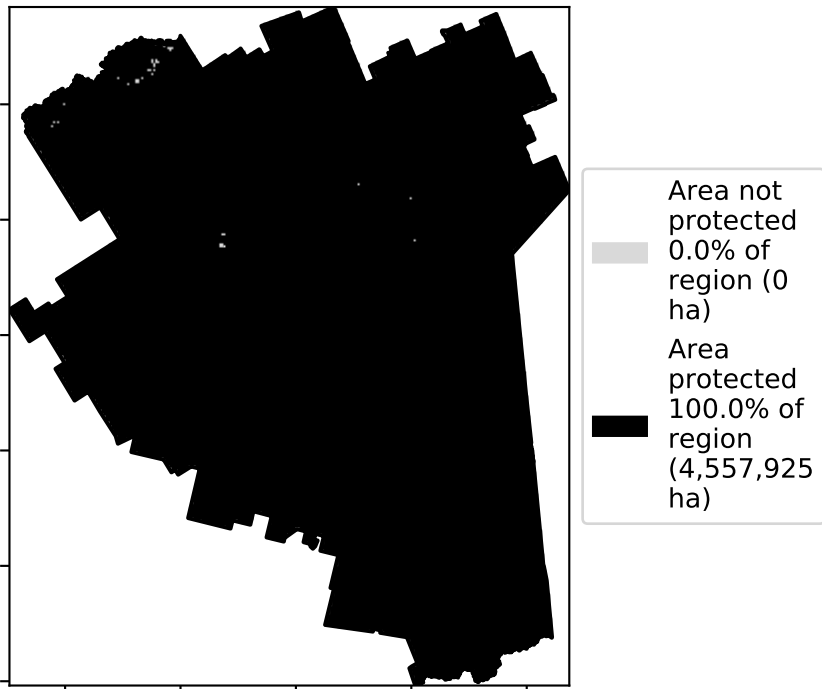 Area not
protected
0.0% of
region (0
ha)
Area
protected
100.0% of
region
(4,557,925
ha)